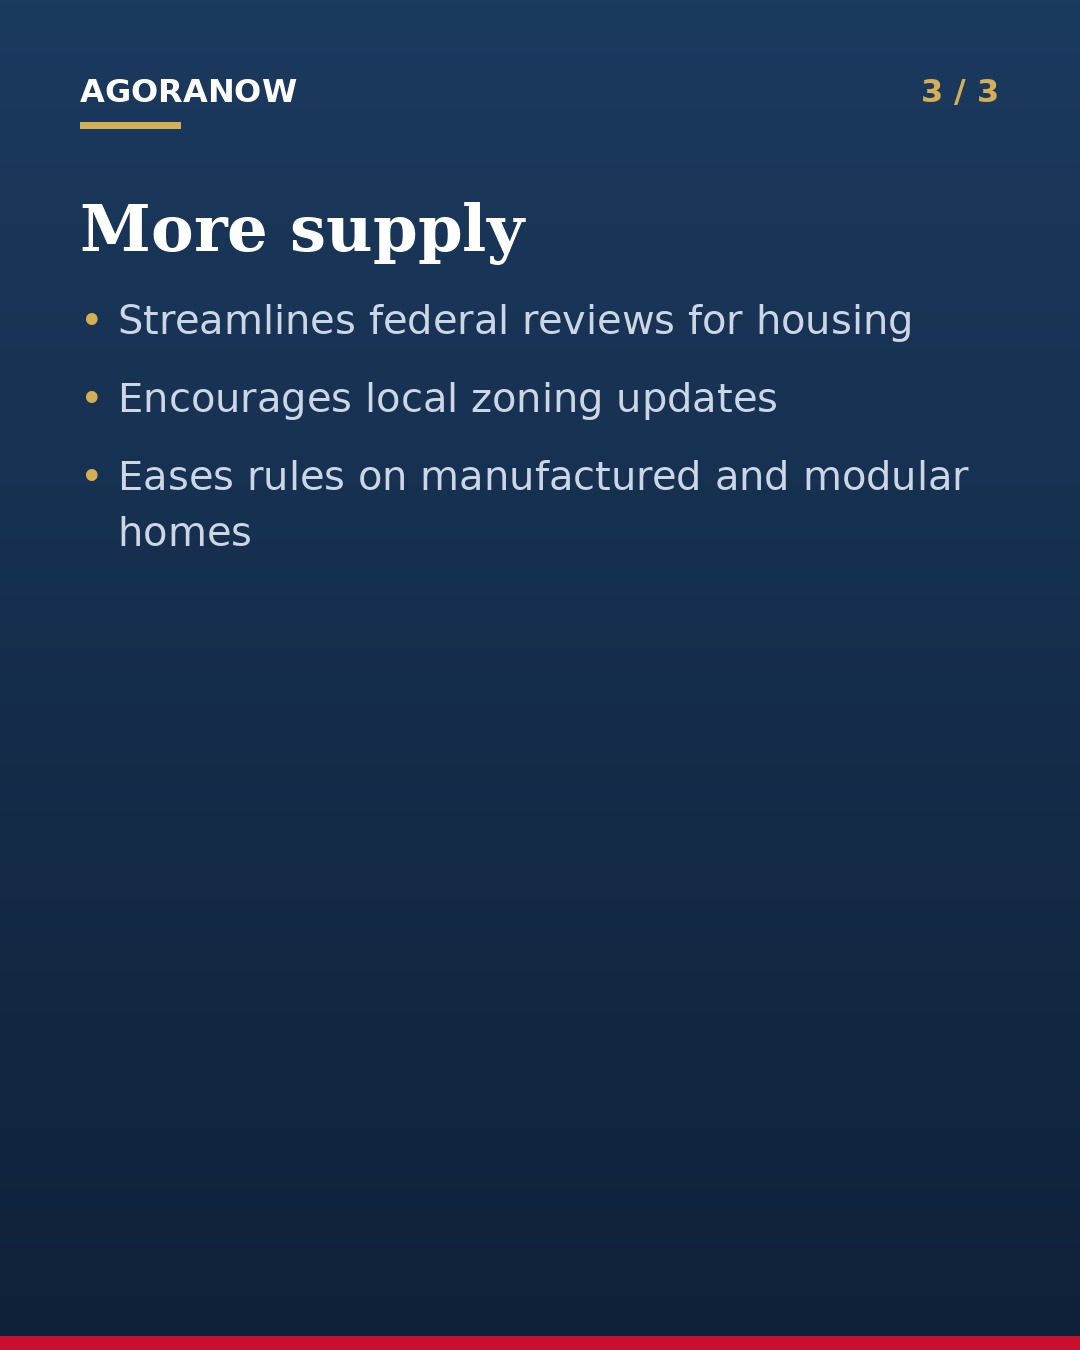 AGORANOW
3 / 3
More supply
• Streamlines federal reviews for housing
• Encourages local zoning updates
• Eases rules on manufactured and modular
homes